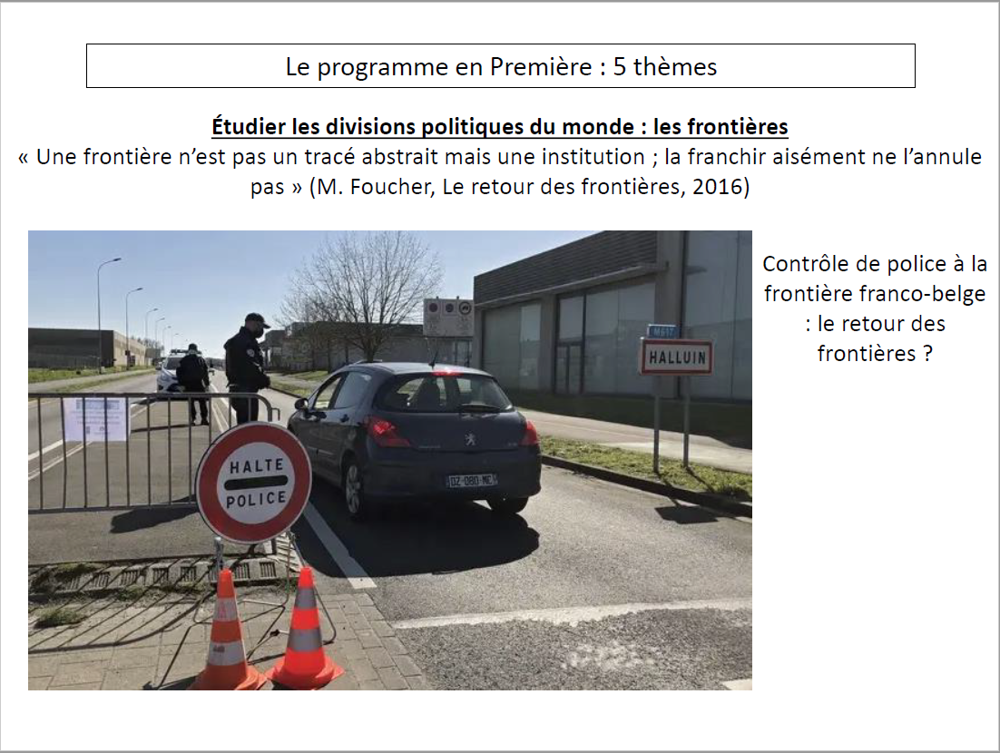 Le programme en Première : 5 thèmes
Étudier les divisions politiques du monde : les frontières
« Une frontière n’est pas un tracé abstrait mais une institution ; la franchir aisément ne l’annule
pas » (M. Foucher, Le retour des frontières, 2016)
Contrôle de police à la
frontière franco-belge
: le retour des
frontières ?
M617
HALLUIN
HALTE
POLICE
DZ-080-NE